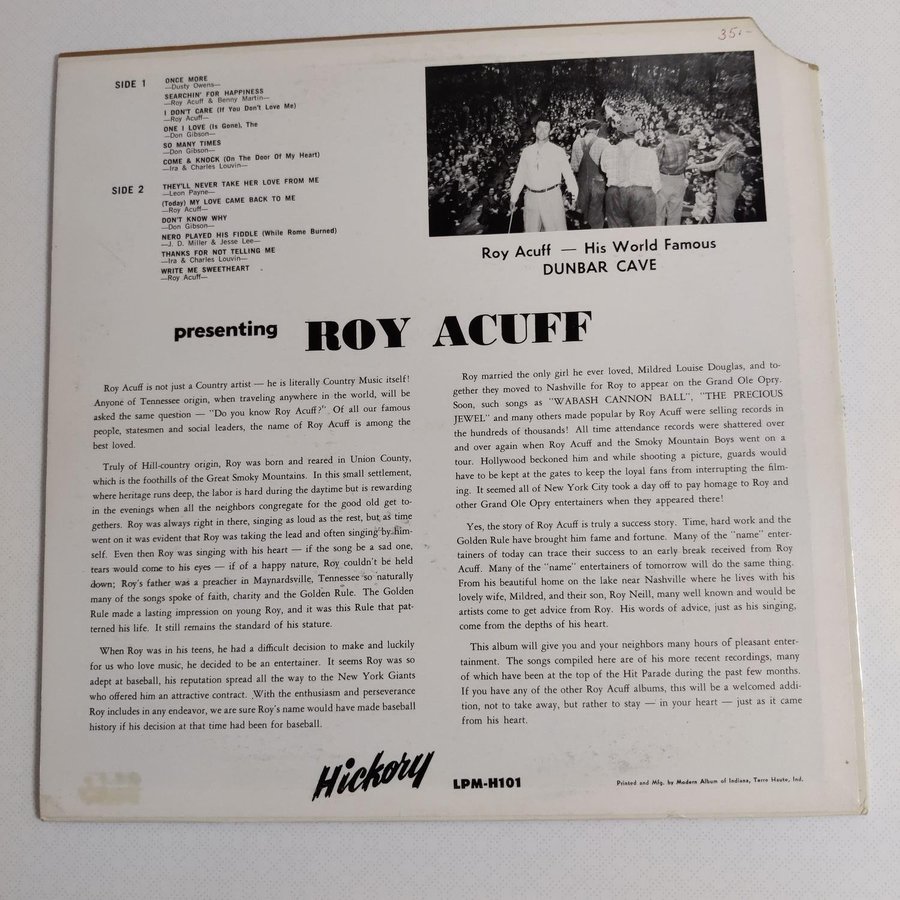 35:-
SIDE 1
ONCE MORE
—Dusty Owens—
SEARCHIN' FOR HAPPINESS
—Roy Acuff & Benny Martin—
I DON'T CARE (If You Don't Love Me)
—Roy Acuff—
ONE I LOVE (Is Gone), The
—Don Gibson—
SO MANY TIMES
—Don Gibson—
COME & KNOCK (On The Door Of My Heart)
—Ira & Charles Louvin—
SIDE 2
THEY'LL NEVER TAKE HER LOVE FROM ME
—Leon Payne—
(Today) MY LOVE CAME BACK TO ME
—Roy Acuff—
DON'T KNOW WHY
—Don Gibson—
NERO PLAYED HIS FIDDLE (While Rome Burned)
—J. D. Miller & Jesse Lee—
THANKS FOR NOT TELLING ME
—Ira & Charles Louvin—
WRITE ME SWEETHEART
—Roy Acuff—
Roy Acuff — His World Famous
DUNBAR CAVE
presenting ROY ACUFF
Roy Acuff is not just a Country artist — he is literally Country Music itself!
Anyone of Tennessee origin, when traveling anywhere in the world, will be
asked the same question — "Do you know Roy Acuff?". Of all our famous
people, statesmen and social leaders, the name of Roy Acuff is among the
best loved.
Truly of Hill-country origin, Roy was born and reared in Union County,
which is the foothills of the Great Smoky Mountains. In this small settlement,
where heritage runs deep, the labor is hard during the daytime but is rewarding
in the evenings when all the neighbors congregate for the good old get to-
gethers. Roy was always right in there, singing as loud as the rest, but as time
went on it was evident that Roy was taking the lead and often singing by him-
self. Even then Roy was singing with his heart — if the song be a sad one,
tears would come to his eyes — if of a happy nature, Roy couldn't be held
down; Roy's father was a preacher in Maynardsville, Tennessee so naturally
many of the songs spoke of faith, charity and the Golden Rule. The Golden
Rule made a lasting impression on young Roy, and it was this Rule that pat-
terned his life. It still remains the standard of his stature.
When Roy was in his teens, he had a difficult decision to make and luckily
for us who love music, he decided to be an entertainer. It seems Roy was so
adept at baseball, his reputation spread all the way to the New York Giants
who offered him an attractive contract. With the enthusiasm and perseverance
Roy includes in any endeavor, we are sure Roy's name would have made baseball
history if his decision at that time had been for baseball.
Roy married the only girl he ever loved, Mildred Louise Douglas, and to-
gether they moved to Nashville for Roy to appear on the Grand Ole Opry.
Soon, such songs as "WABASH CANNON BALL", "THE PRECIOUS
JEWEL" and many others made popular by Roy Acuff were selling records in
the hundreds of thousands! All time attendance records were shattered over
and over again when Roy Acuff and the Smoky Mountain Boys went on a
tour. Hollywood beckoned him and while shooting a picture, guards would
have to be kept at the gates to keep the loyal fans from interrupting the film-
ing. It seemed all of New York City took a day off to pay homage to Roy and
other Grand Ole Opry entertainers when they appeared there!
Yes, the story of Roy Acuff is truly a success story. Time, hard work and the
Golden Rule have brought him fame and fortune. Many of the "name" enter-
tainers of today can trace their success to an early break received from Roy
Acuff. Many of the "name" entertainers of tomorrow will do the same thing.
From his beautiful home on the lake near Nashville where he lives with his
lovely wife, Mildred, and their son, Roy Neill, many well known and would be
artists come to get advice from Roy. His words of advice, just as his singing,
come from the depths of his heart.
This album will give you and your neighbors many hours of pleasant enter-
tainment. The songs compiled here are of his more recent recordings, many
of which have been at the top of the Hit Parade during the past few months.
If you have any of the other Roy Acuff albums, this will be a welcomed addi-
tion, not to take away, but rather to stay — in your heart — just as it came
from his heart.
Hickory LPM-H101
Printed and Mfg. by Modern Album of Indiana, Terre Haute, Ind.